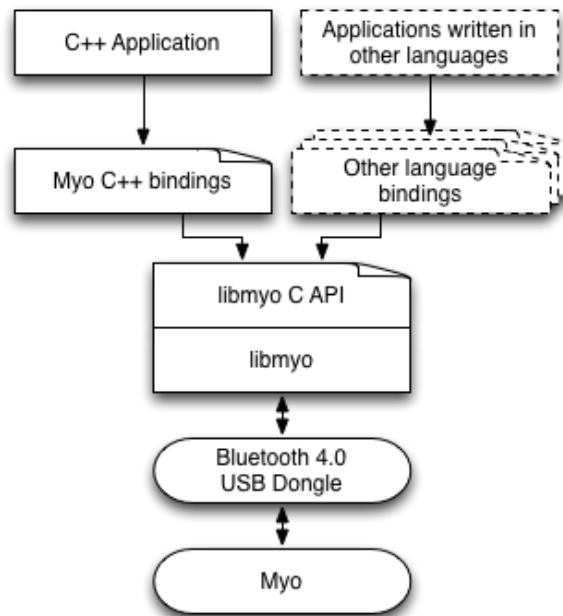 C++ Application
Applications written in
other languages
Myo C++ bindings
Other language
bindings
libmyo C API
libmyo
Bluetooth 4.0
USB Dongle
Myo